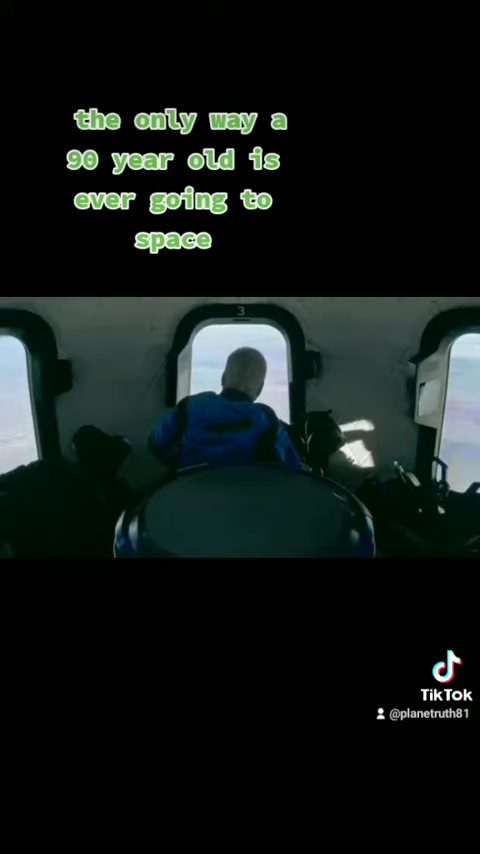 the only way a
90 year old is
ever going to
space
3
TikTok
@planetruth81